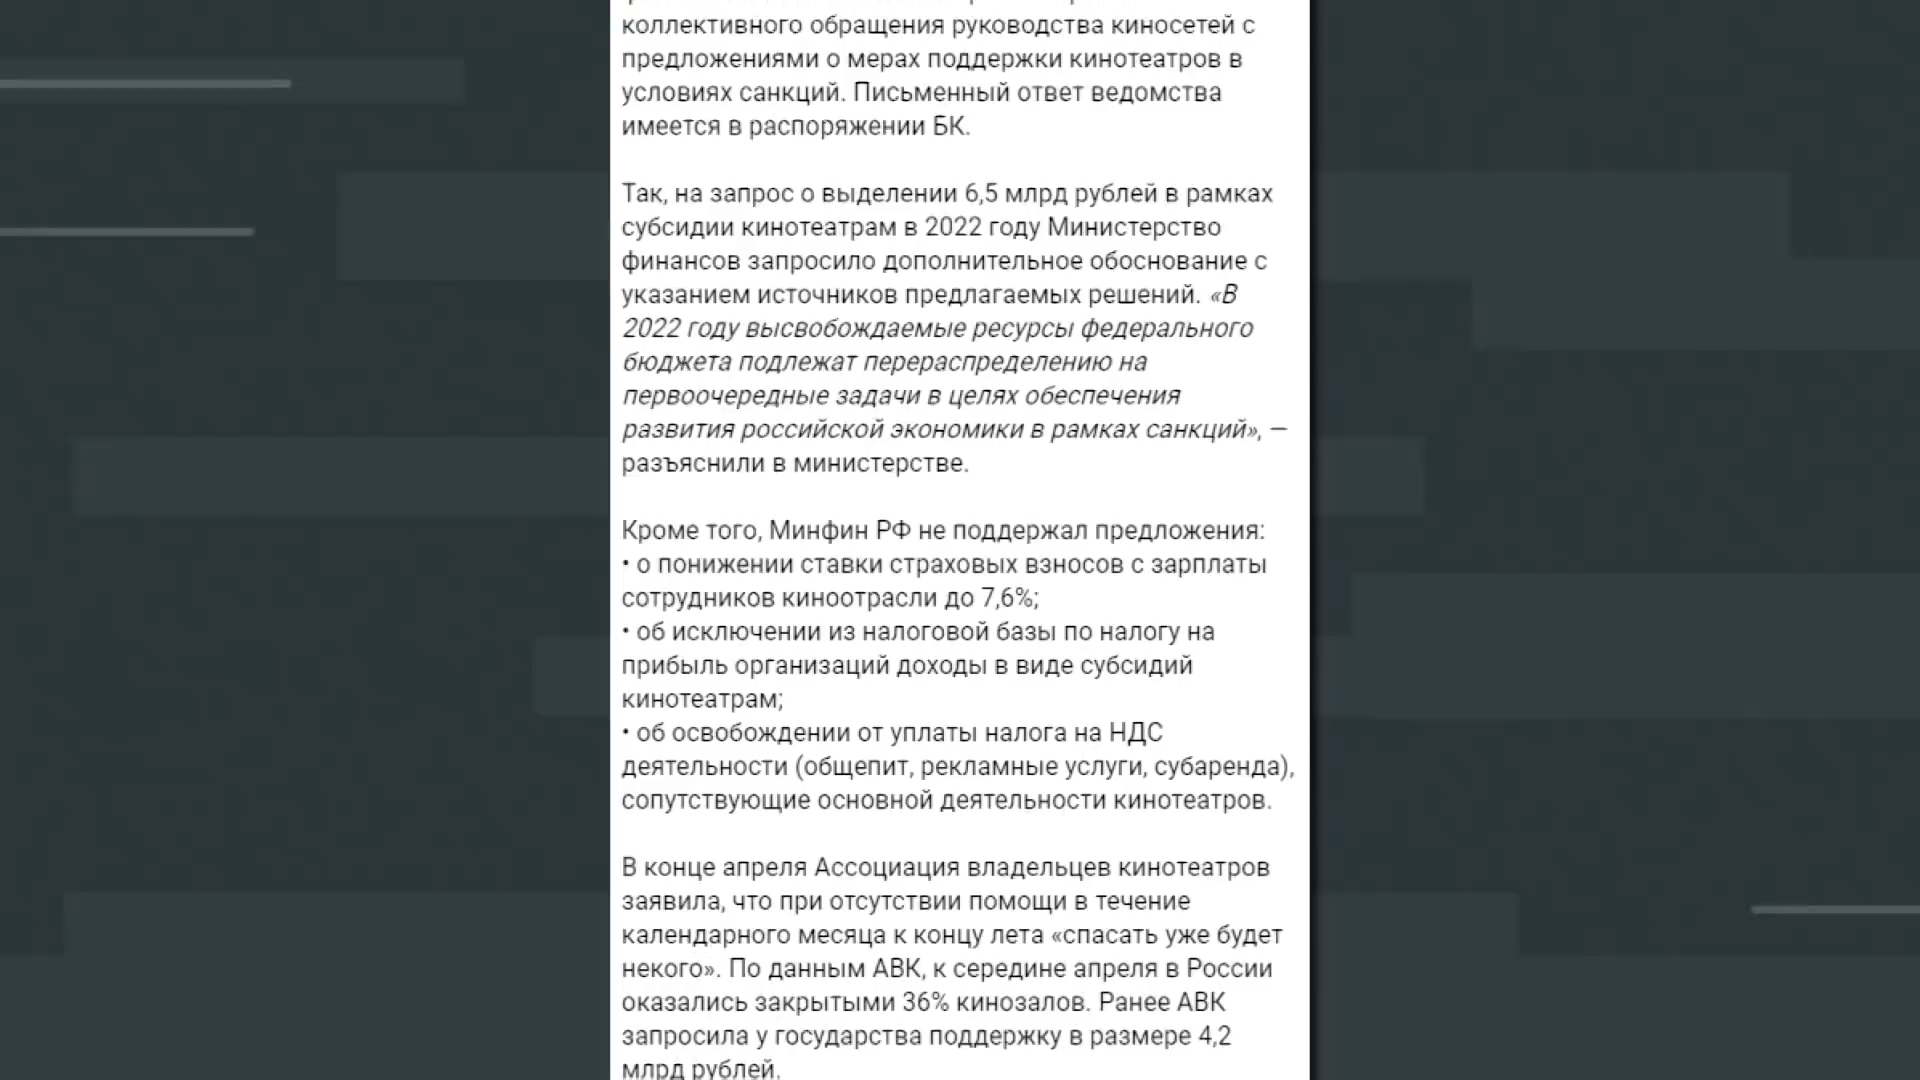 коллективного обращения руководства киносетей с
предложениями о мерах поддержки кинотеатров в
условиях санкций. Письменный ответ ведомства
имеется в распоряжении БК.
Так, на запрос о выделении 6,5 млрд рублей в рамках
субсидии кинотеатрам в 2022 году Министерство
финансов запросило дополнительное обоснование с
указанием источников предлагаемых решений. «В
2022 году высвобождаемые ресурсы федерального
бюджета подлежат перераспределению на
первоочередные задачи в целях обеспечения
развития российской экономики в рамках санкций», —
разъяснили в министерстве.
Кроме того, Минфин РФ не поддержал предложения:
• о понижении ставки страховых взносов с зарплаты
сотрудников киноотрасли до 7,6%;
• об исключении из налоговой базы по налогу на
прибыль организаций доходы в виде субсидий
кинотеатрам;
• об освобождении от уплаты налога на НДС
деятельности (общепит, рекламные услуги, субаренда),
сопутствующие основной деятельности кинотеатров.
В конце апреля Ассоциация владельцев кинотеатров
заявила, что при отсутствии помощи в течение
календарного месяца к концу лета «спасать уже будет
некого». По данным АВК, к середине апреля в России
оказались закрытыми 36% кинозалов. Ранее АВК
запросила у государства поддержку в размере 4,2
млрд рублей.